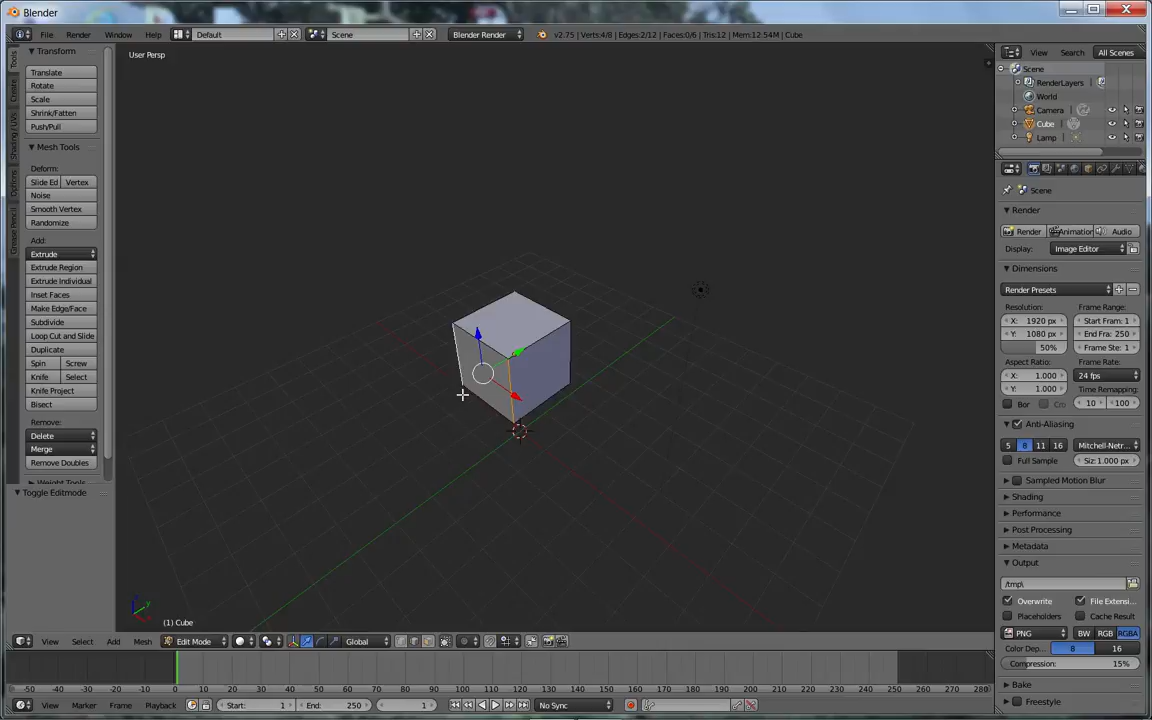 Blender
File Render Window Help Default Scene Blender Render v2.75 | Verts:4/8 | Edges:2/12 | Faces:0/6 | Tris:12 | Mem:12.54M | Cube
User Persp
Tools
Create
Shading / UVs
Options
Grease Pencil
Transform
Translate
Rotate
Scale
Shrink/Fatten
Push/Pull
Mesh Tools
Deform:
Slide Ed Vertex
Noise
Smooth Vertex
Randomize
Add:
Extrude
Extrude Region
Extrude Individual
Inset Faces
Make Edge/Face
Subdivide
Loop Cut and Slide
Duplicate
Spin Screw
Knife Select
Knife Project
Bisect
Remove:
Delete
Merge
Remove Doubles
Weight Tools
Toggle Editmode
(1) Cube
View Select Add Mesh Edit Mode Global
-50 -40 -30 -20 -10 0 10 20 30 40 50 60 70 80 90 100 110 120 130 140 150 160 170 180 190 200 210 220 230 240 250 260 270 280
View Marker Frame Playback Start: 1 End: 250 1 No Sync
View Search All Scenes
Scene
RenderLayers
World
Camera
Cube
Lamp
Scene
Render
Render Animation Audio
Display: Image Editor
Dimensions
Render Presets
Resolution: Frame Range:
X: 1920 px Start Fram: 1
Y: 1080 px End Fra: 250
50% Frame Ste: 1
Aspect Ratio: Frame Rate:
X: 1.000 24 fps
Y: 1.000 Time Remapping:
Bor Cro 10 100
Anti-Aliasing
5 8 11 16 Mitchell-Netr...
Full Sample Siz: 1.000 px
Sampled Motion Blur
Shading
Performance
Post Processing
Metadata
Output
/tmp\
Overwrite File Extensi...
Placeholders Cache Result
PNG BW RGB RGBA
Color Dep... 8 16
Compression: 15%
Bake
Freestyle